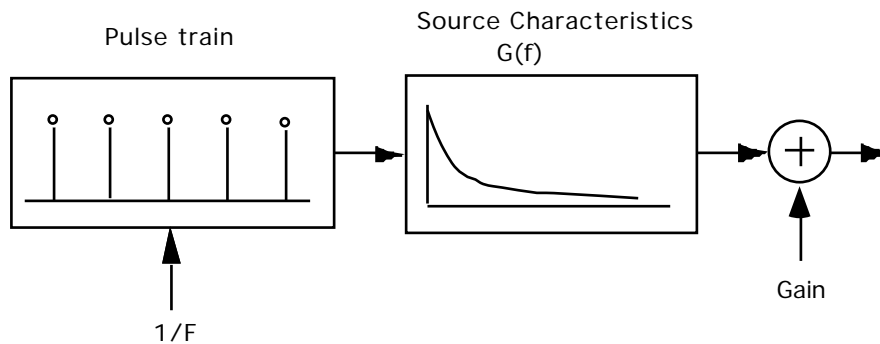 Pulse train
Source Characteristics
G(f)
+
Gain
1/F